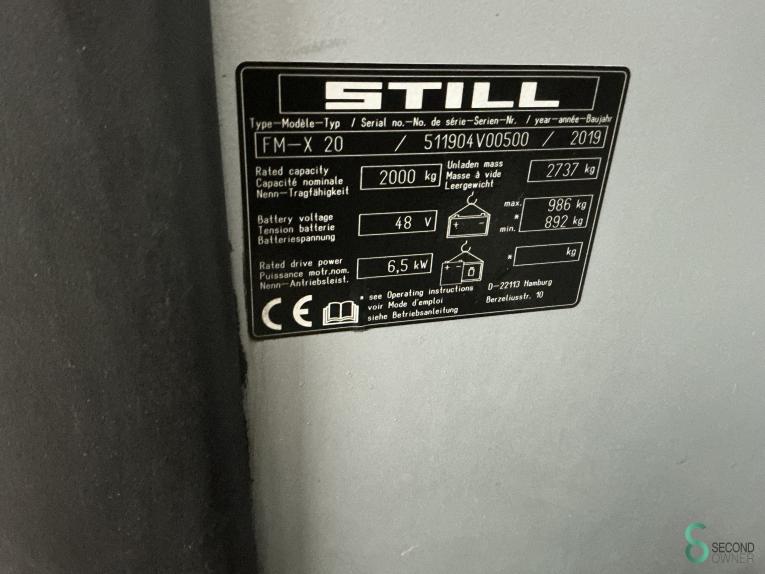 STILL
Type-Modèle-Typ / Serial no.-No. de série-Serien-Nr. / year-année-Baujahr
FM-X 20 / 511904V00500 / 2019
Rated capacity
Capacité nominale
Nenn-Tragfähigkeit
2000 kg
Unladen mass
Masse à vide
Leergewicht
2737 kg
Battery voltage
Tension batterie
Batteriespannung
48 V
+ -
max. 986 kg
*
min. 892 kg
Rated drive power
Puissance motr.nom.
Nenn-Antriebsleist.
6,5 kW
+ -
* kg
CE
* see Operating instructions
voir Mode d'emploi
siehe Betriebsanleitung
D-22113 Hamburg
Berzeliusstr. 10
SECOND
OWNER